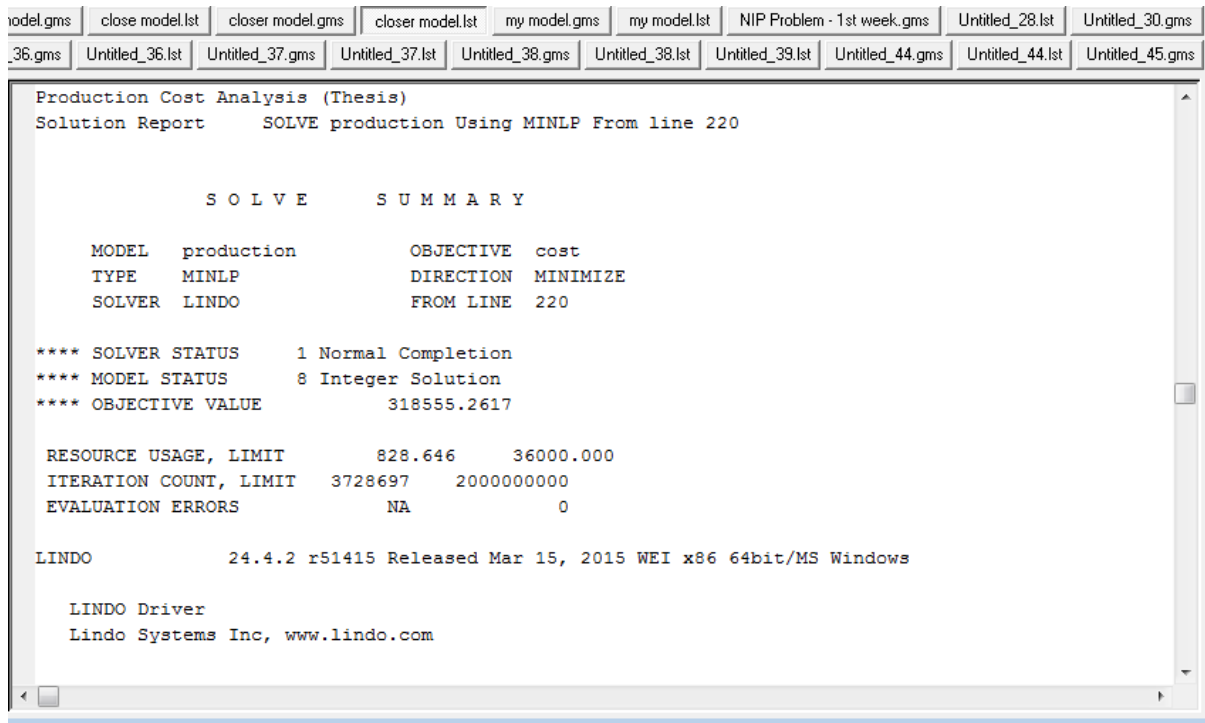 nodel.gms close model.lst closer model.gms closer model.lst my model.gms my model.lst NIP Problem - 1st week.gms Untitled_28.lst Untitled_30.gms
_36.gms Untitled_36.lst Untitled_37.gms Untitled_37.lst Untitled_38.gms Untitled_38.lst Untitled_39.lst Untitled_44.gms Untitled_44.lst Untitled_45.gms
Production Cost Analysis (Thesis)
Solution Report     SOLVE production Using MINLP From line 220
S O L V E      S U M M A R Y
MODEL   production          OBJECTIVE  cost
TYPE    MINLP               DIRECTION  MINIMIZE
SOLVER  LINDO               FROM LINE  220
**** SOLVER STATUS     1 Normal Completion
**** MODEL STATUS      8 Integer Solution
**** OBJECTIVE VALUE           318555.2617
RESOURCE USAGE, LIMIT        828.646     36000.000
ITERATION COUNT, LIMIT   3728697    2000000000
EVALUATION ERRORS             NA             0
LINDO            24.4.2 r51415 Released Mar 15, 2015 WEI x86 64bit/MS Windows
LINDO Driver
Lindo Systems Inc, www.lindo.com